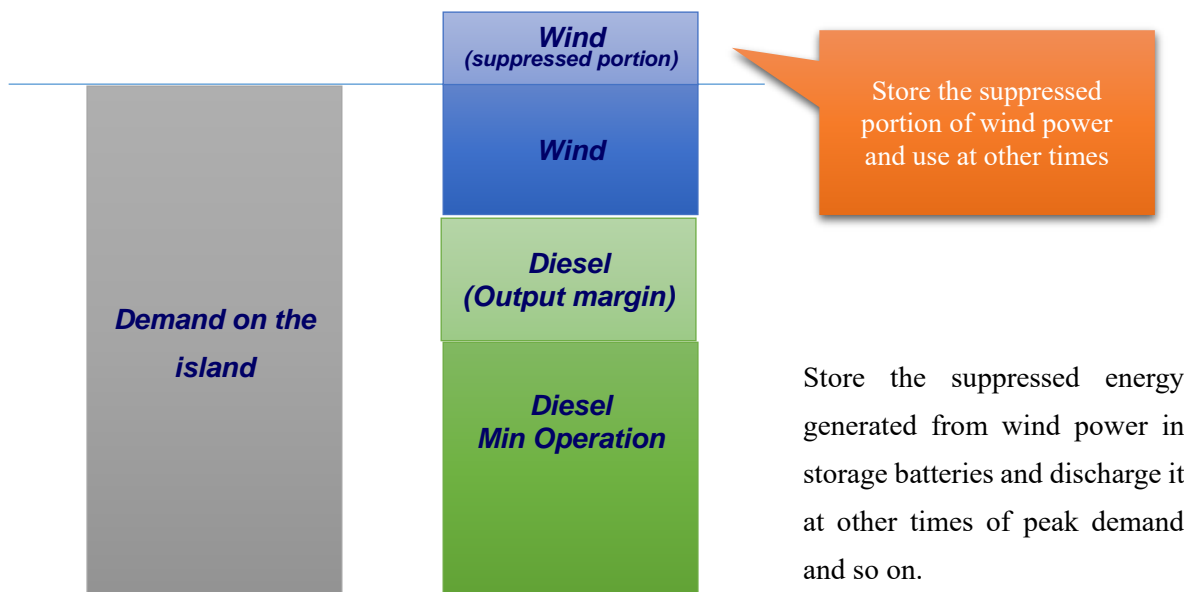 Wind
(suppressed portion)
Wind
Diesel
(Output margin)
Diesel
Min Operation
Demand on the
island
Store the suppressed
portion of wind power
and use at other times
Store the suppressed energy
generated from wind power in
storage batteries and discharge it
at other times of peak demand
and so on.